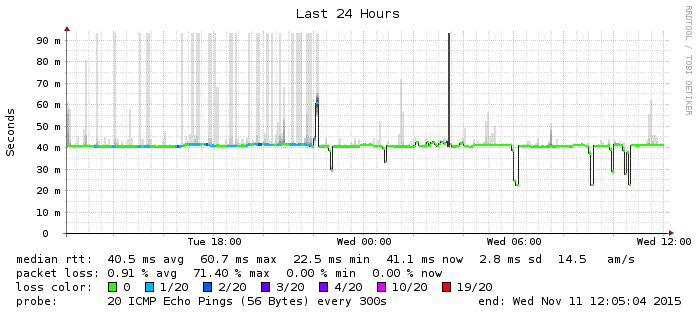 Last 24 Hours
RRDTOOL / TOBI OETIKER
Seconds
90 m
80 m
70 m
60 m
50 m
40 m
30 m
20 m
10 m
0
Tue 18:00 Wed 00:00 Wed 06:00 Wed 12:00
median rtt: 40.5 ms avg 60.7 ms max 22.5 ms min 41.1 ms now 2.8 ms sd 14.5 am/s
packet loss: 0.91 % avg 71.40 % max 0.00 % min 0.00 % now
loss color: 0 1/20 2/20 3/20 4/20 10/20 19/20
probe: 20 ICMP Echo Pings (56 Bytes) every 300s end: Wed Nov 11 12:05:04 2015